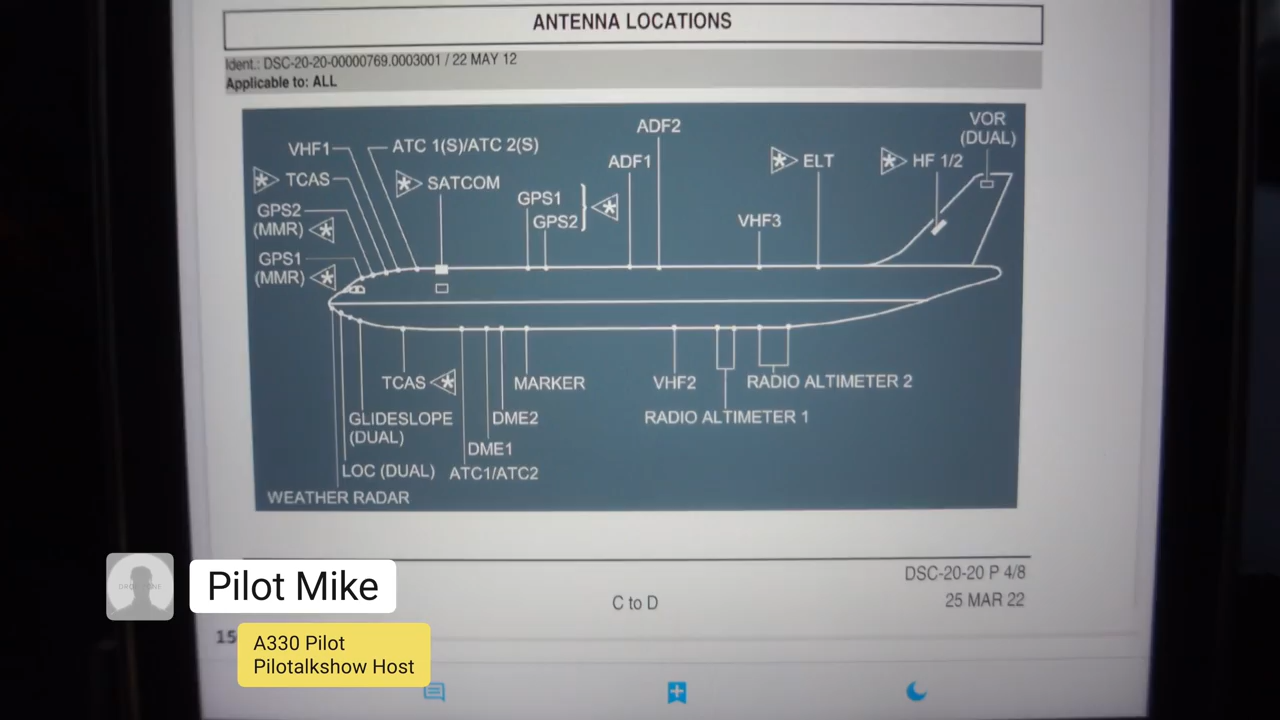 ANTENNA LOCATIONS
Ident.: DSC-20-20-00000769.0003001 / 22 MAY 12
Applicable to: ALL
VOR
(DUAL)
ADF2
VHF1
ATC 1(S)/ATC 2(S)
ADF1
ELT
HF 1/2
TCAS
SATCOM
GPS1
GPS2
GPS2
(MMR)
VHF3
GPS1
(MMR)
TCAS
MARKER
VHF2
RADIO ALTIMETER 2
GLIDESLOPE
(DUAL)
DME2
RADIO ALTIMETER 1
DME1
LOC (DUAL)
ATC1/ATC2
WEATHER RADAR
DSC-20-20 P 4/8
C to D
25 MAR 22
Pilot Mike
15
A330 Pilot
Pilotalkshow Host